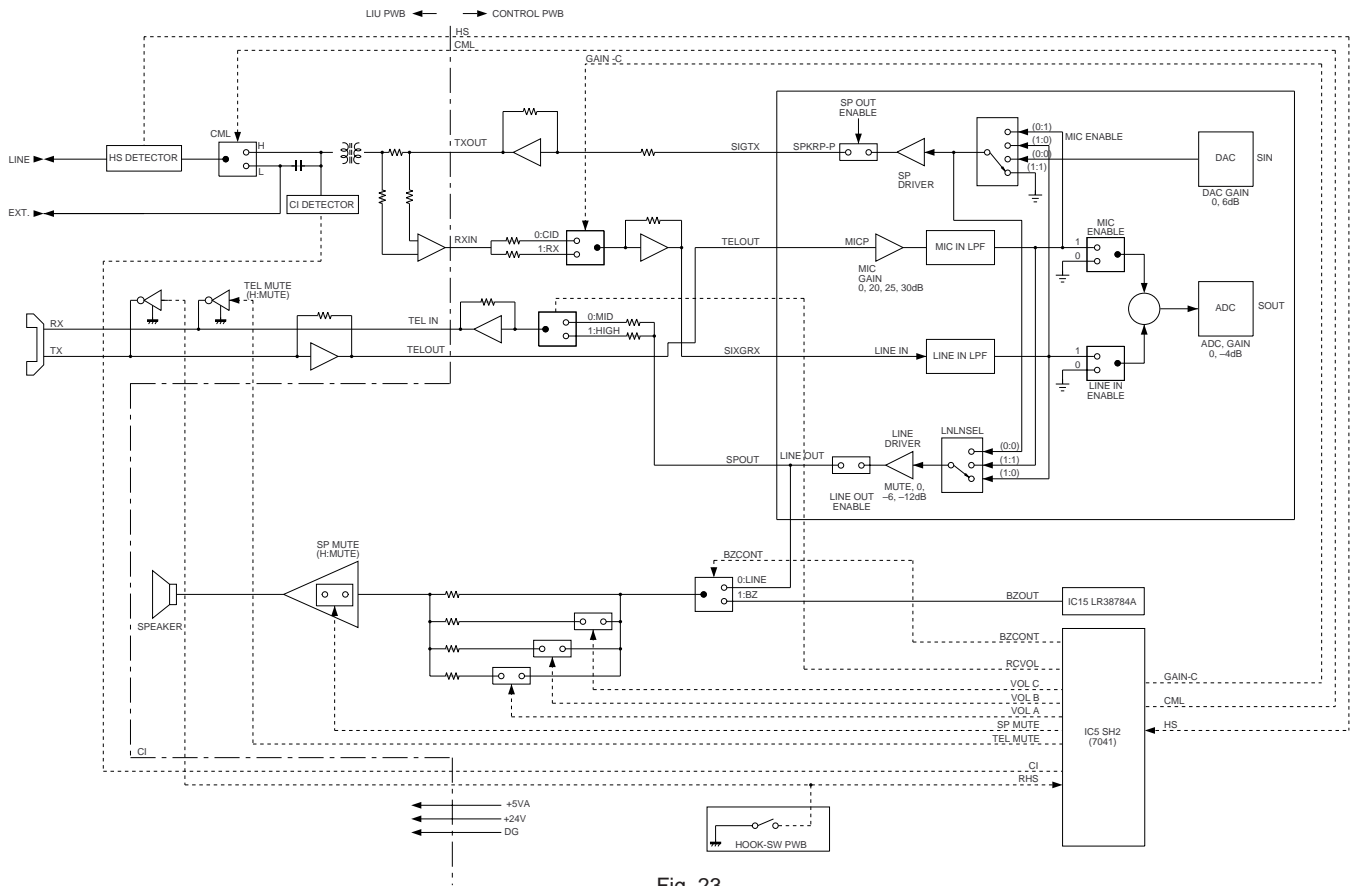 LIU PWB
CONTROL PWB
HS
CML
GAIN -C
SP OUT
ENABLE
(0:1)
MIC ENABLE
(1:0)
(0:0)
(1:1)
DAC
SIN
DAC GAIN
0, 6dB
LINE
HS DETECTOR
CML
H
L
CI DETECTOR
EXT.
TXOUT
SIGTX
SPKRP-P
SP
DRIVER
RXIN
0:CID
1:RX
TELOUT
MICP
MIC
GAIN
0, 20, 25, 30dB
MIC IN LPF
MIC
ENABLE
1
0
ADC
SOUT
ADC, GAIN
0, –4dB
TEL MUTE
(H:MUTE)
RX
TX
TEL IN
TELOUT
0:MID
1:HIGH
SIXGRX
LINE IN
LINE IN LPF
1
0
LINE IN
ENABLE
SPOUT
LINE OUT
LINE
DRIVER
LNLNSEL
(0:0)
(1:1)
(1:0)
LINE OUT
ENABLE
MUTE, 0,
–6, –12dB
SP MUTE
(H:MUTE)
SPEAKER
BZCONT
0:LINE
1:BZ
BZOUT
IC15 LR38784A
BZCONT
RCVOL
VOL C
VOL B
VOL A
SP MUTE
TEL MUTE
CI
RHS
IC5 SH2
(7041)
GAIN-C
CML
HS
CI
+5VA
+24V
DG
HOOK-SW PWB
Fig. 23